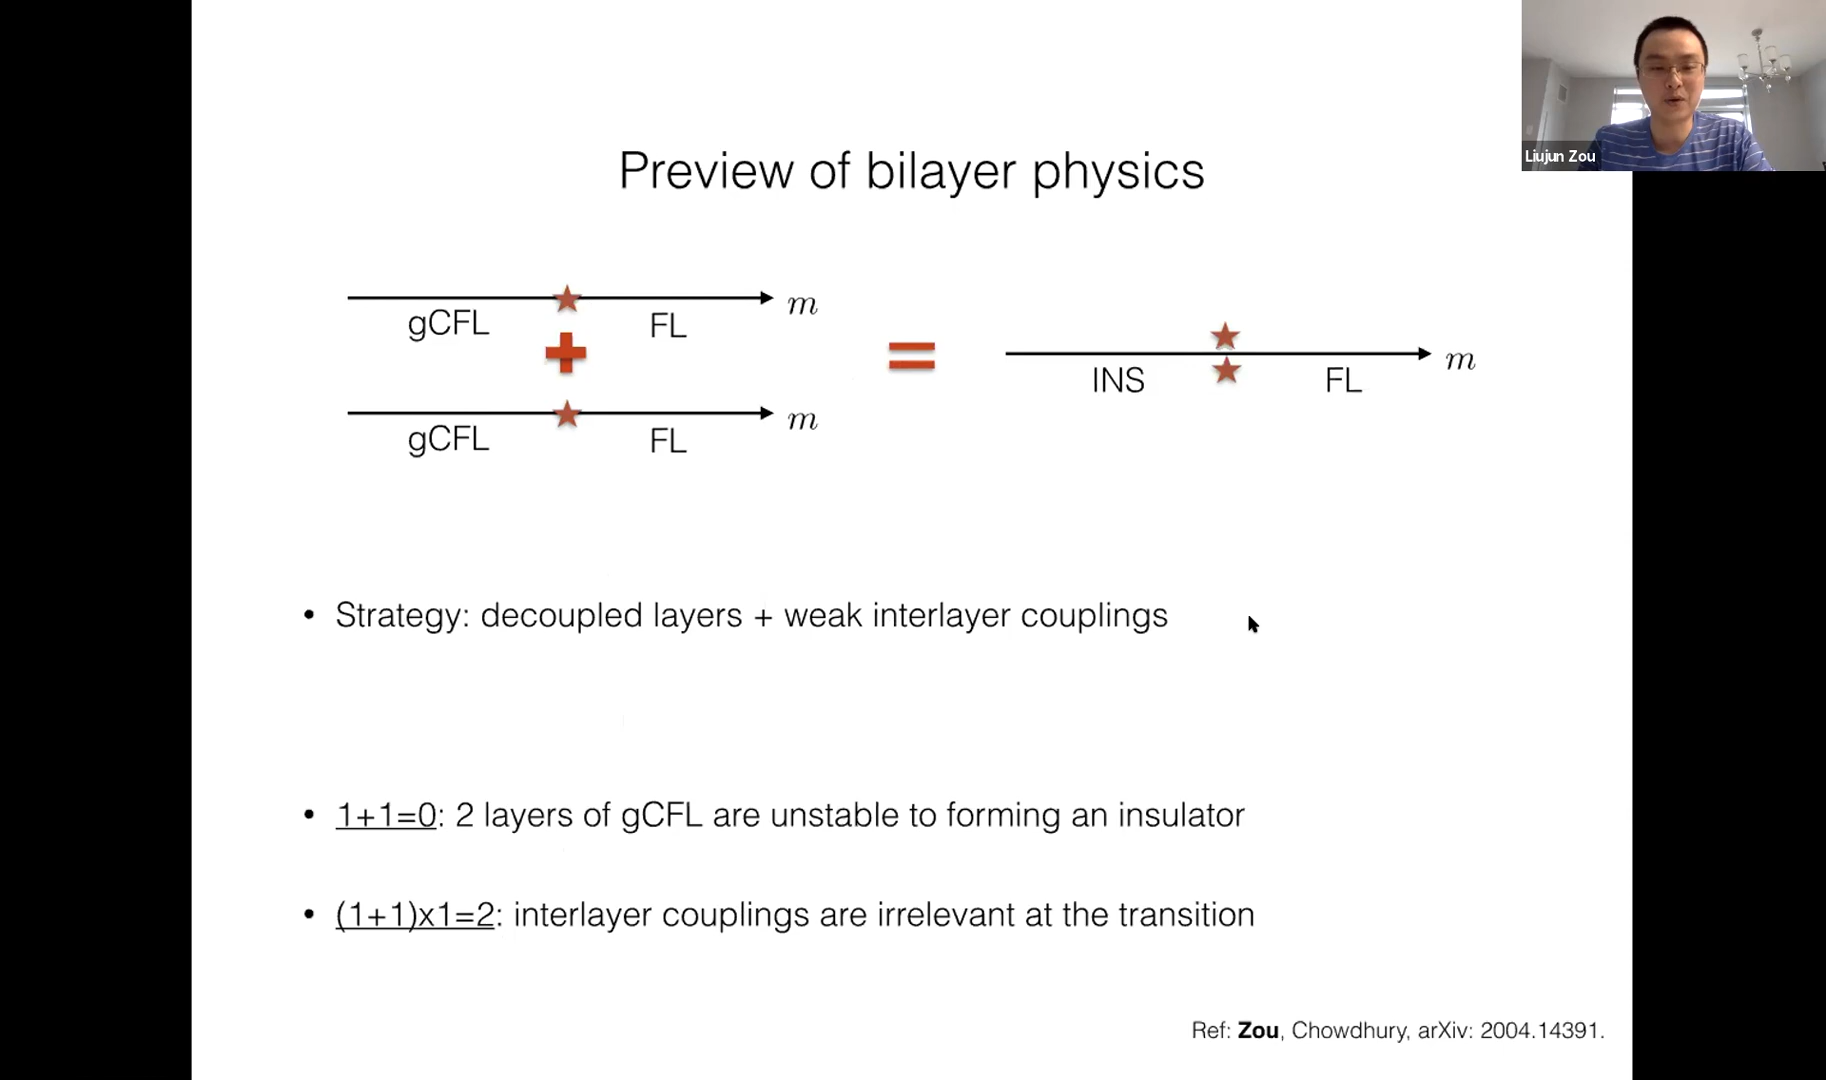 Liujun Zou
Preview of bilayer physics
gCFL FL m
+
gCFL FL m
=
INS FL m
• Strategy: decoupled layers + weak interlayer couplings
• 1+1=0: 2 layers of gCFL are unstable to forming an insulator
• (1+1)x1=2: interlayer couplings are irrelevant at the transition
Ref: Zou, Chowdhury, arXiv: 2004.14391.